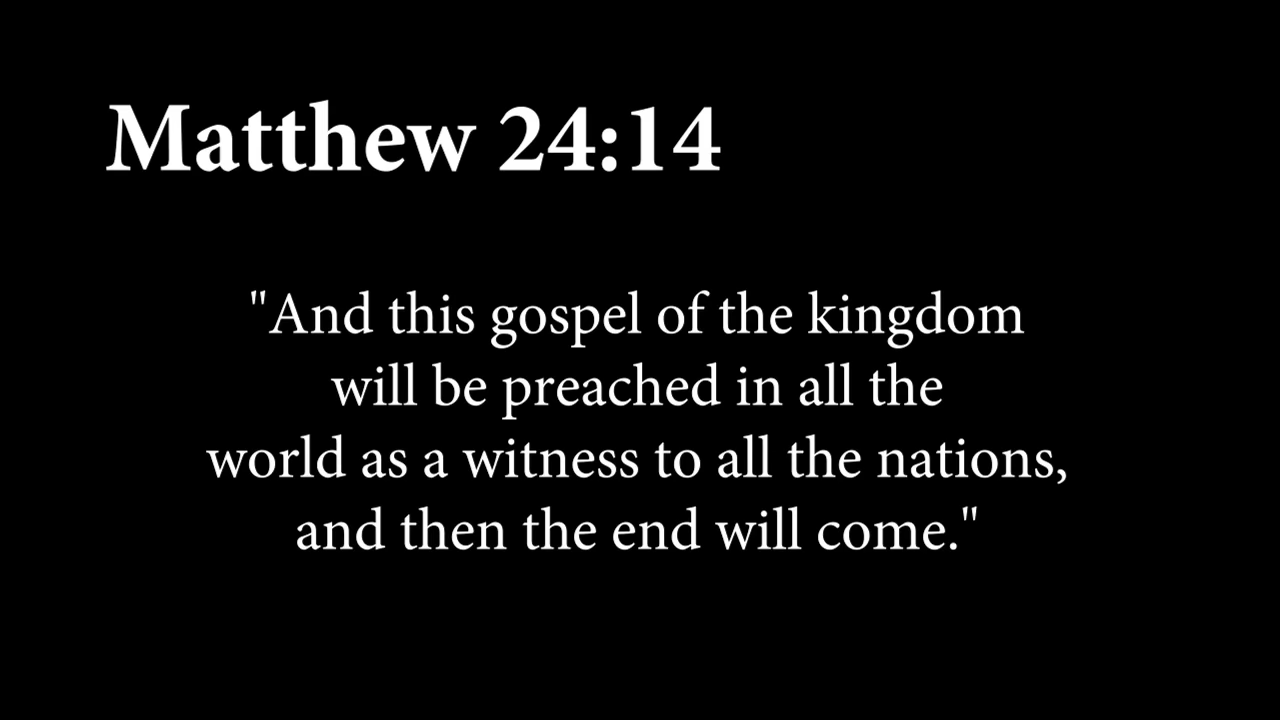 Matthew 24:14
"And this gospel of the kingdom
will be preached in all the
world as a witness to all the nations,
and then the end will come."